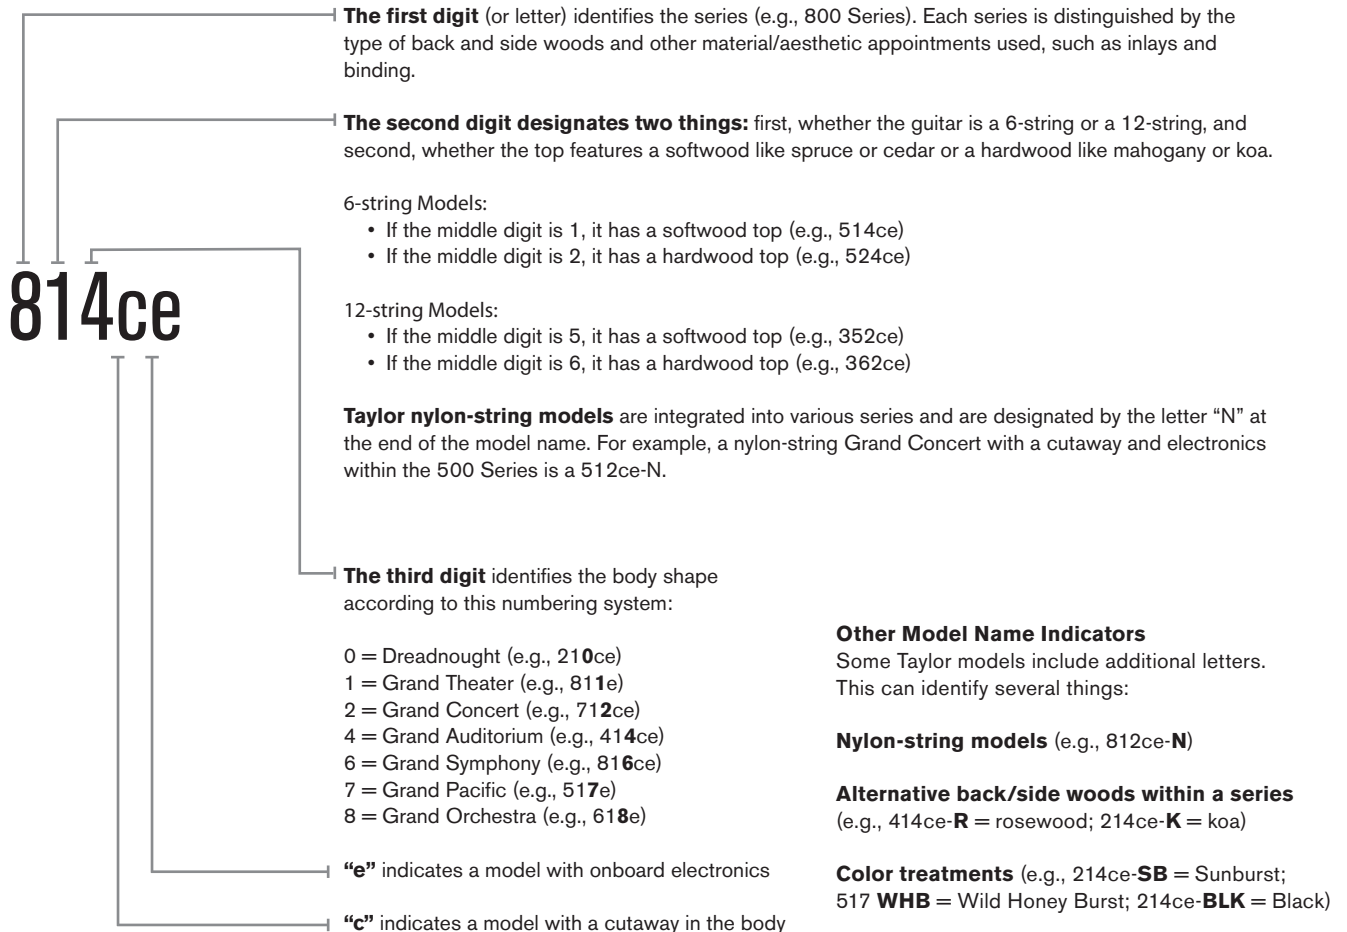 The first digit (or letter) identifies the series (e.g., 800 Series). Each series is distinguished by the
type of back and side woods and other material/aesthetic appointments used, such as inlays and
binding.
The second digit designates two things: first, whether the guitar is a 6-string or a 12-string, and
second, whether the top features a softwood like spruce or cedar or a hardwood like mahogany or koa.
6-string Models:
• If the middle digit is 1, it has a softwood top (e.g., 514ce)
• If the middle digit is 2, it has a hardwood top (e.g., 524ce)
814ce
12-string Models:
• If the middle digit is 5, it has a softwood top (e.g., 352ce)
• If the middle digit is 6, it has a hardwood top (e.g., 362ce)
Taylor nylon-string models are integrated into various series and are designated by the letter “N” at
the end of the model name. For example, a nylon-string Grand Concert with a cutaway and electronics
within the 500 Series is a 512ce-N.
The third digit identifies the body shape
according to this numbering system:
0 = Dreadnought (e.g., 210ce)
1 = Grand Theater (e.g., 811e)
2 = Grand Concert (e.g., 712ce)
4 = Grand Auditorium (e.g., 414ce)
6 = Grand Symphony (e.g., 816ce)
7 = Grand Pacific (e.g., 517e)
8 = Grand Orchestra (e.g., 618e)
“e” indicates a model with onboard electronics
“c” indicates a model with a cutaway in the body
Other Model Name Indicators
Some Taylor models include additional letters.
This can identify several things:
Nylon-string models (e.g., 812ce-N)
Alternative back/side woods within a series
(e.g., 414ce-R = rosewood; 214ce-K = koa)
Color treatments (e.g., 214ce-SB = Sunburst;
517 WHB = Wild Honey Burst; 214ce-BLK = Black)